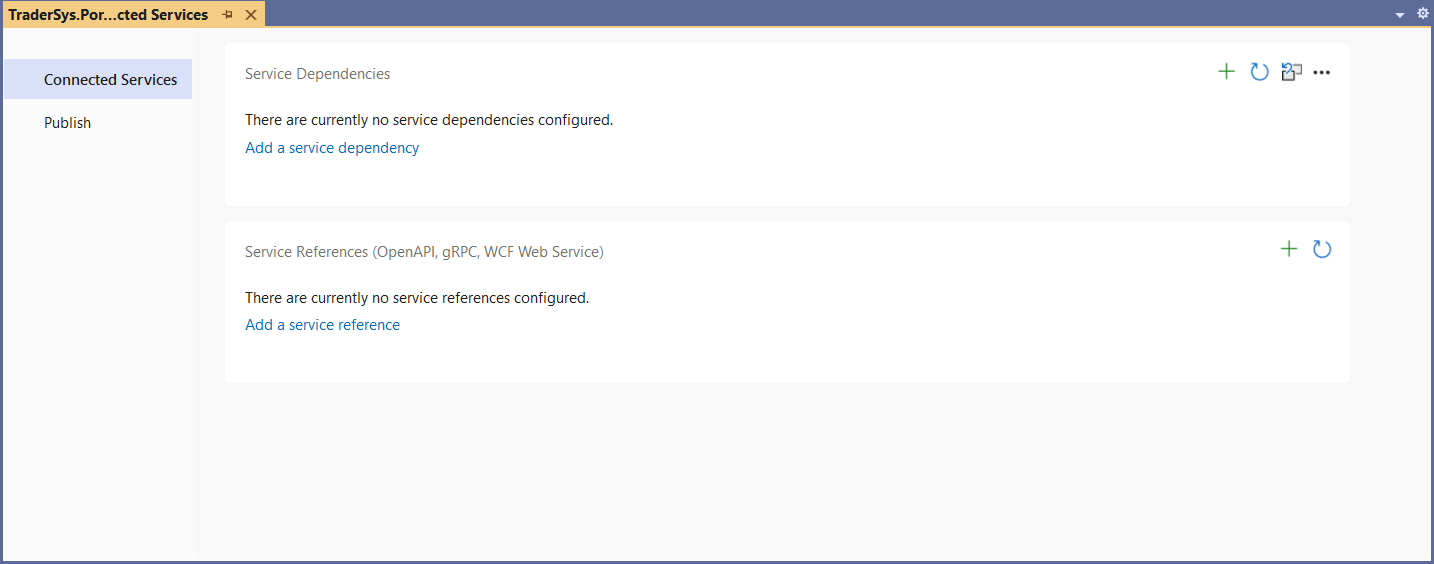 TraderSys.Por...cted Services
Connected Services
Publish
Service Dependencies
There are currently no service dependencies configured.
Add a service dependency
Service References (OpenAPI, gRPC, WCF Web Service)
There are currently no service references configured.
Add a service reference